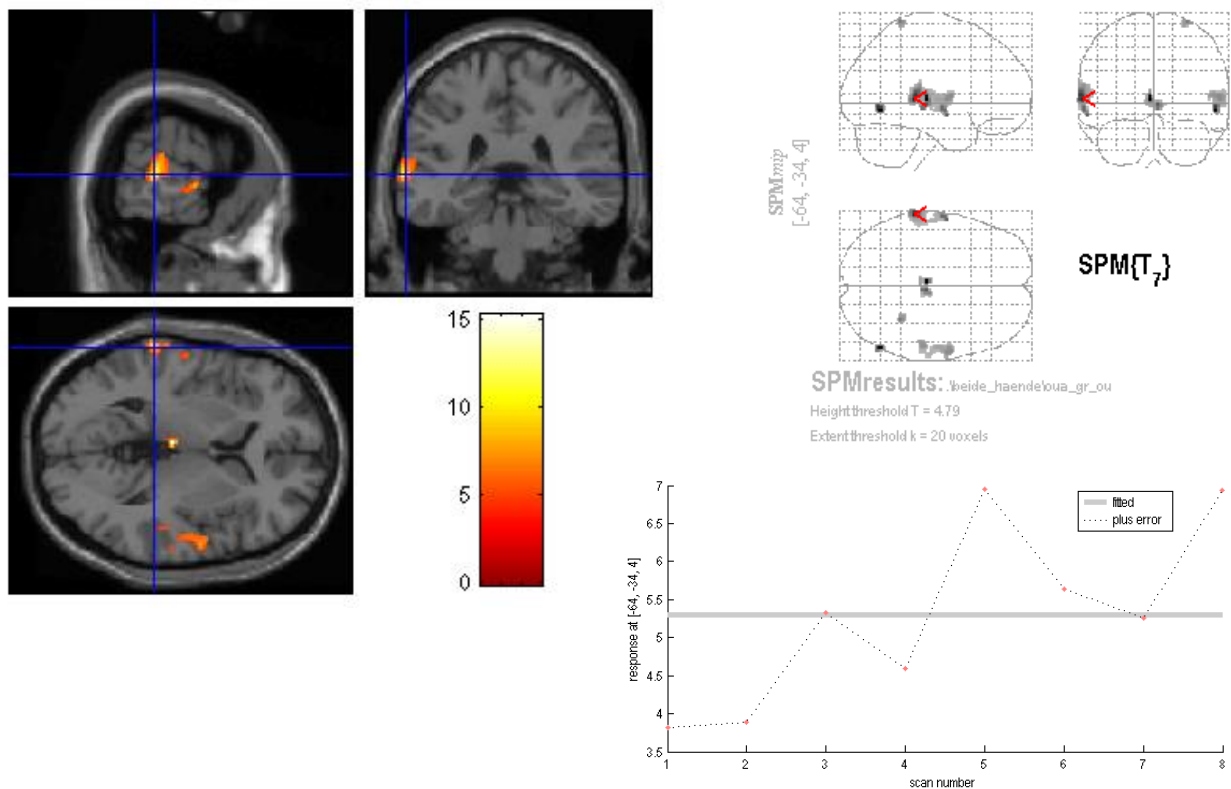 15
10
5
0
SPMmip
[-64, -34, 4]
SPM{T7}
SPMresults: .\beide_haende\oua_gr_ou
Height threshold T = 4.79
Extent threshold k = 20 voxels
7
6.5
6
5.5
5
4.5
4
3.5
response at [-64, -34, 4]
fitted
plus error
1 2 3 4 5 6 7 8
scan number